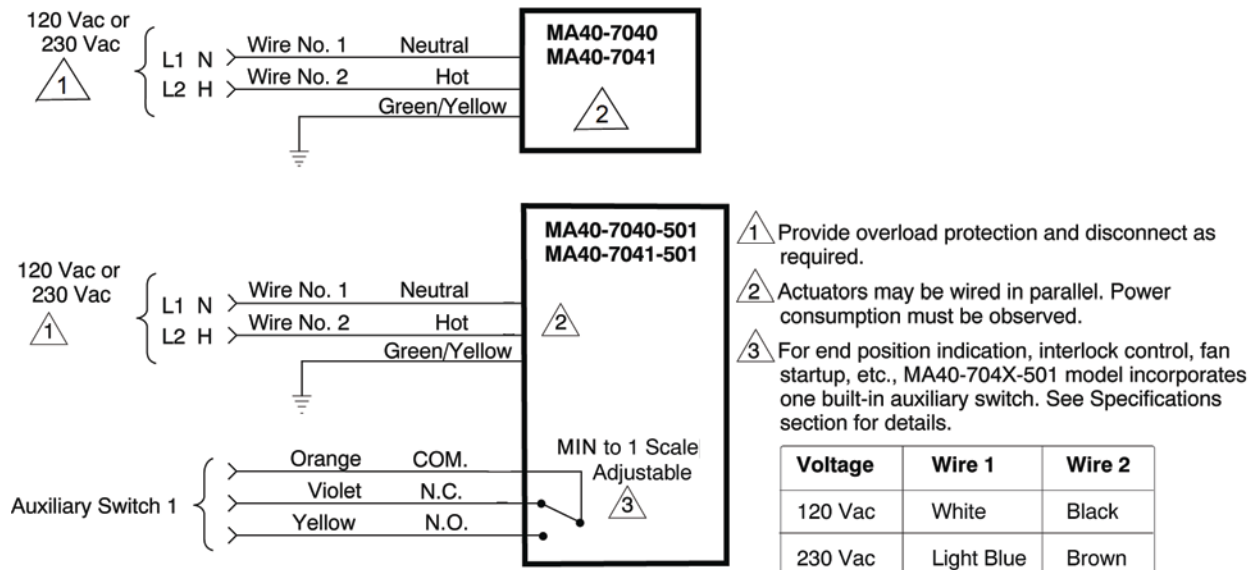 120 Vac or
230 Vac
1
L1 N
L2 H
Wire No. 1 Neutral
Wire No. 2 Hot
Green/Yellow
MA40-7040
MA40-7041
2
120 Vac or
230 Vac
1
L1 N
L2 H
Wire No. 1 Neutral
Wire No. 2 Hot
Green/Yellow
MA40-7040-501
MA40-7041-501
2
Auxiliary Switch 1
Orange COM.
Violet N.C.
Yellow N.O.
MIN to 1 Scale
Adjustable
3
1 Provide overload protection and disconnect as
required.
2 Actuators may be wired in parallel. Power
consumption must be observed.
3 For end position indication, interlock control, fan
startup, etc., MA40-704X-501 model incorporates
one built-in auxiliary switch. See Specifications
section for details.
Voltage Wire 1 Wire 2
120 Vac White Black
230 Vac Light Blue Brown